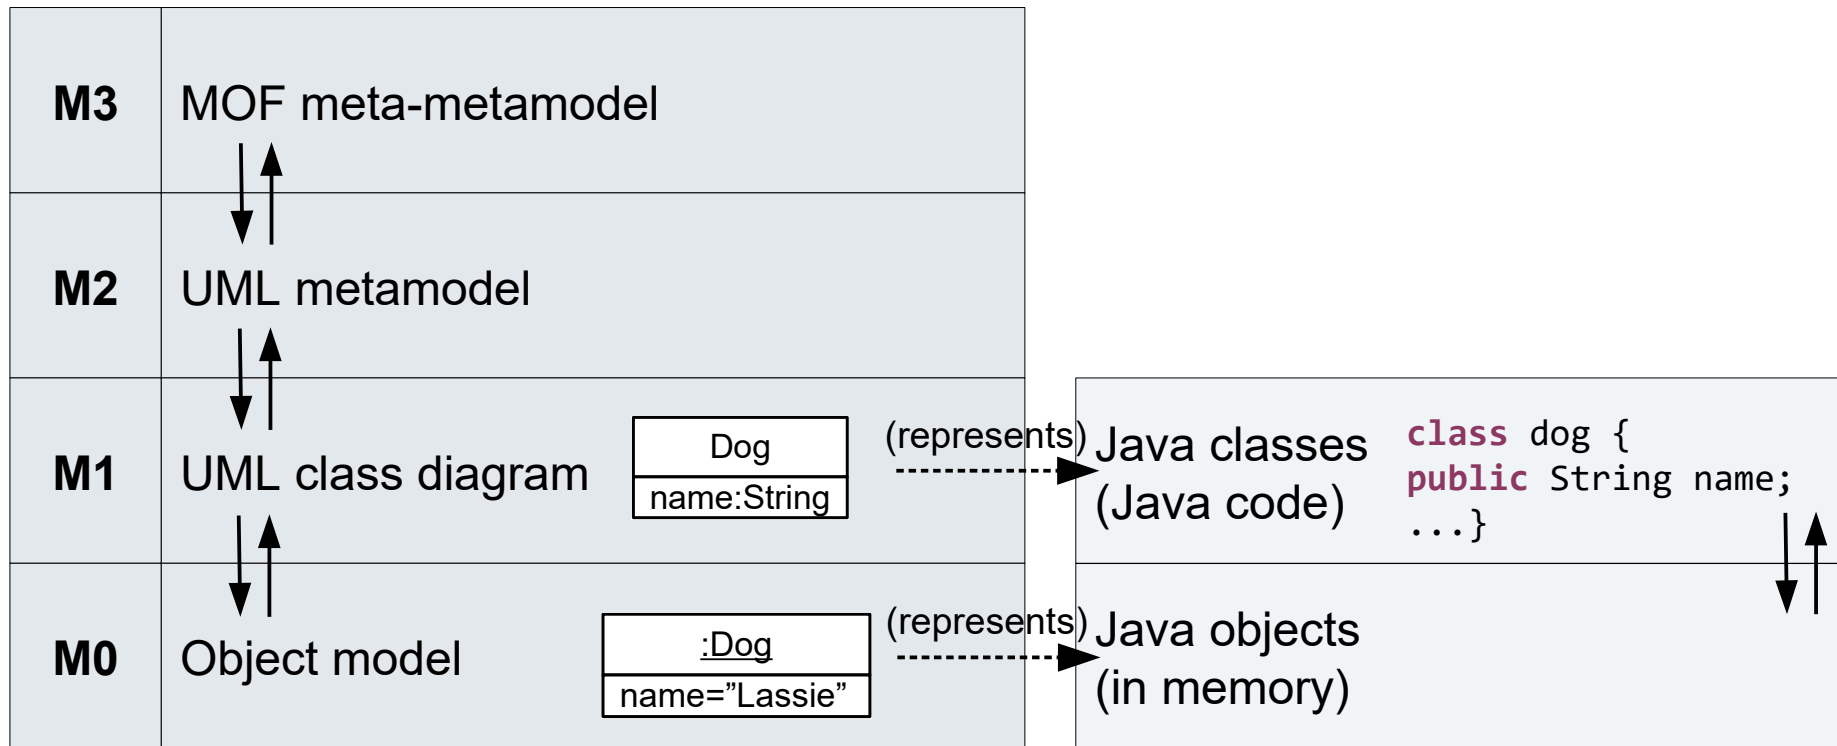 M3
MOF meta-metamodel
M2
UML metamodel
M1
UML class diagram
Dog
name:String
(represents)
Java classes
(Java code)
class dog {
public String name;
...}
M0
Object model
:Dog
name=”Lassie”
(represents)
Java objects
(in memory)